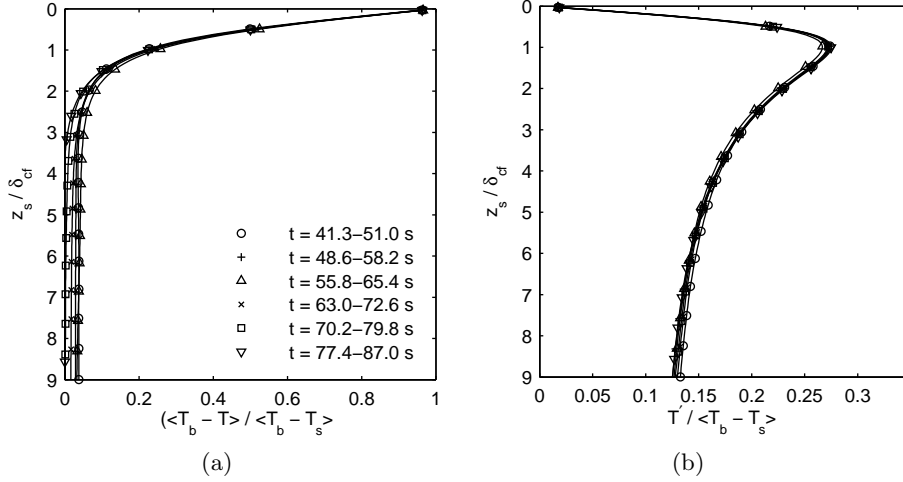 0
1
2
3
4
5
6
7
8
9
z_s / δ_cf
0 0.2 0.4 0.6 0.8 1
(<T_b − T> / <T_b − T_s>
t = 41.3−51.0 s
t = 48.6−58.2 s
t = 55.8−65.4 s
t = 63.0−72.6 s
t = 70.2−79.8 s
t = 77.4−87.0 s
(a)
0
1
2
3
4
5
6
7
8
9
z_s / δ_cf
0 0.05 0.1 0.15 0.2 0.25 0.3
T′ / <T_b − T_s>
(b)